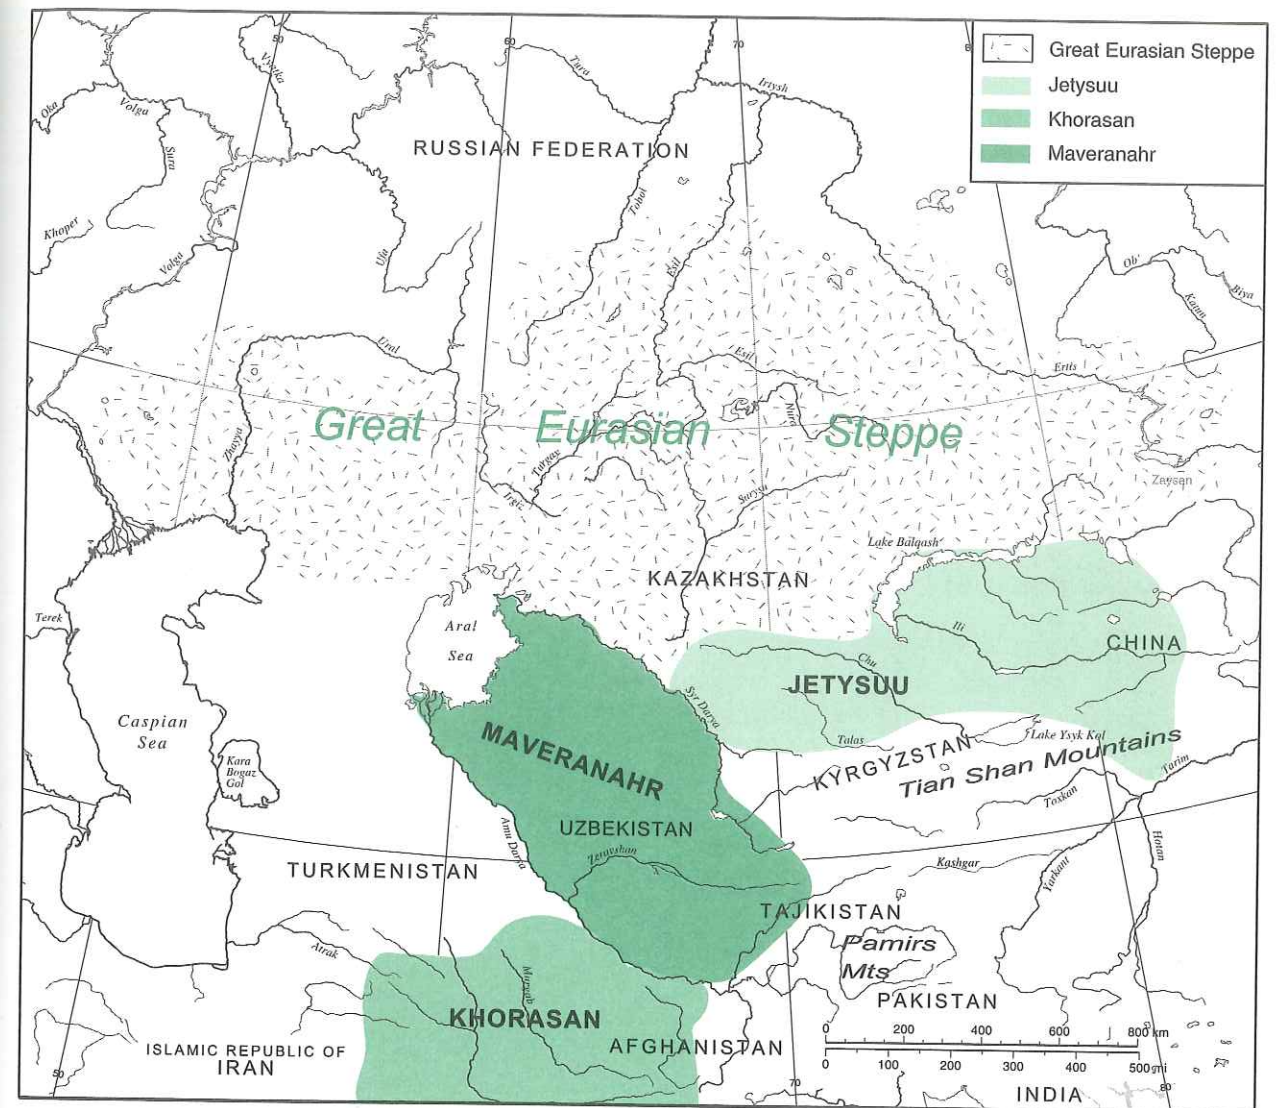 Great Eurasian Steppe
Jetysuu
Khorasan
Maveranahr
50
60
70
Oka
Volga
Vyatka
Tura
Irtysh
Sura
RUSSIAN FEDERATION
Tobol
Khoper
Volga
Esil
Ob'
Biya
Katun
Ural
Esil
Ertis
Great Eurasian Steppe
Nura
Zhayya
Turgay
Irgiz
Sarysu
Zaysan
Lake Balqash
KAZAKHSTAN
Terek
Aral
Sea
Ili
CHINA
Chu
JETYSUU
Syr Darya
Caspian
Sea
MAVERANAHR
Talas
Lake Ysyk Kol
KYRGYZSTAN
Tian Shan Mountains
Tarim
Kara
Bogaz
Gol
Toxkan
UZBEKISTAN
Amu Darya
Zeravshan
Hotan
TURKMENISTAN
Kashgar
Yarkant
TAJIKISTAN
Atrak
Pamirs
Mts
Murgab
PAKISTAN
KHORASAN
AFGHANISTAN
ISLAMIC REPUBLIC OF
IRAN
0 200 400 600 800 km
0 100 200 300 400 500 mi
50
70
80
INDIA